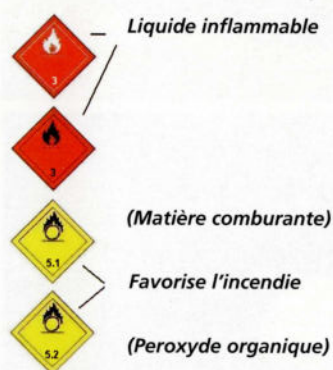 Liquide inflammable
3
3
(Matière comburante)
5.1
Favorise l'incendie
5.2
(Peroxyde organique)